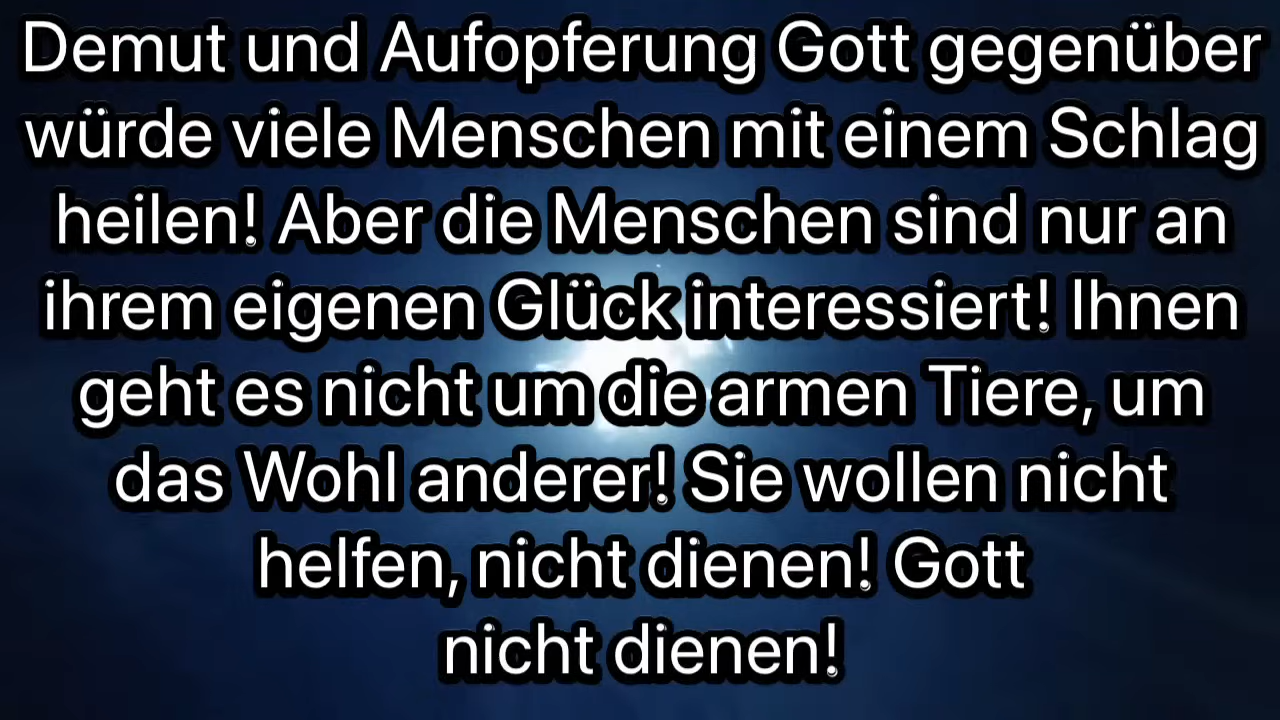 Demut und Aufopferung Gott gegenüber
würde viele Menschen mit einem Schlag
heilen! Aber die Menschen sind nur an
ihrem eigenen Glück interessiert! Ihnen
geht es nicht um die armen Tiere, um
das Wohl anderer! Sie wollen nicht
helfen, nicht dienen! Gott
nicht dienen!